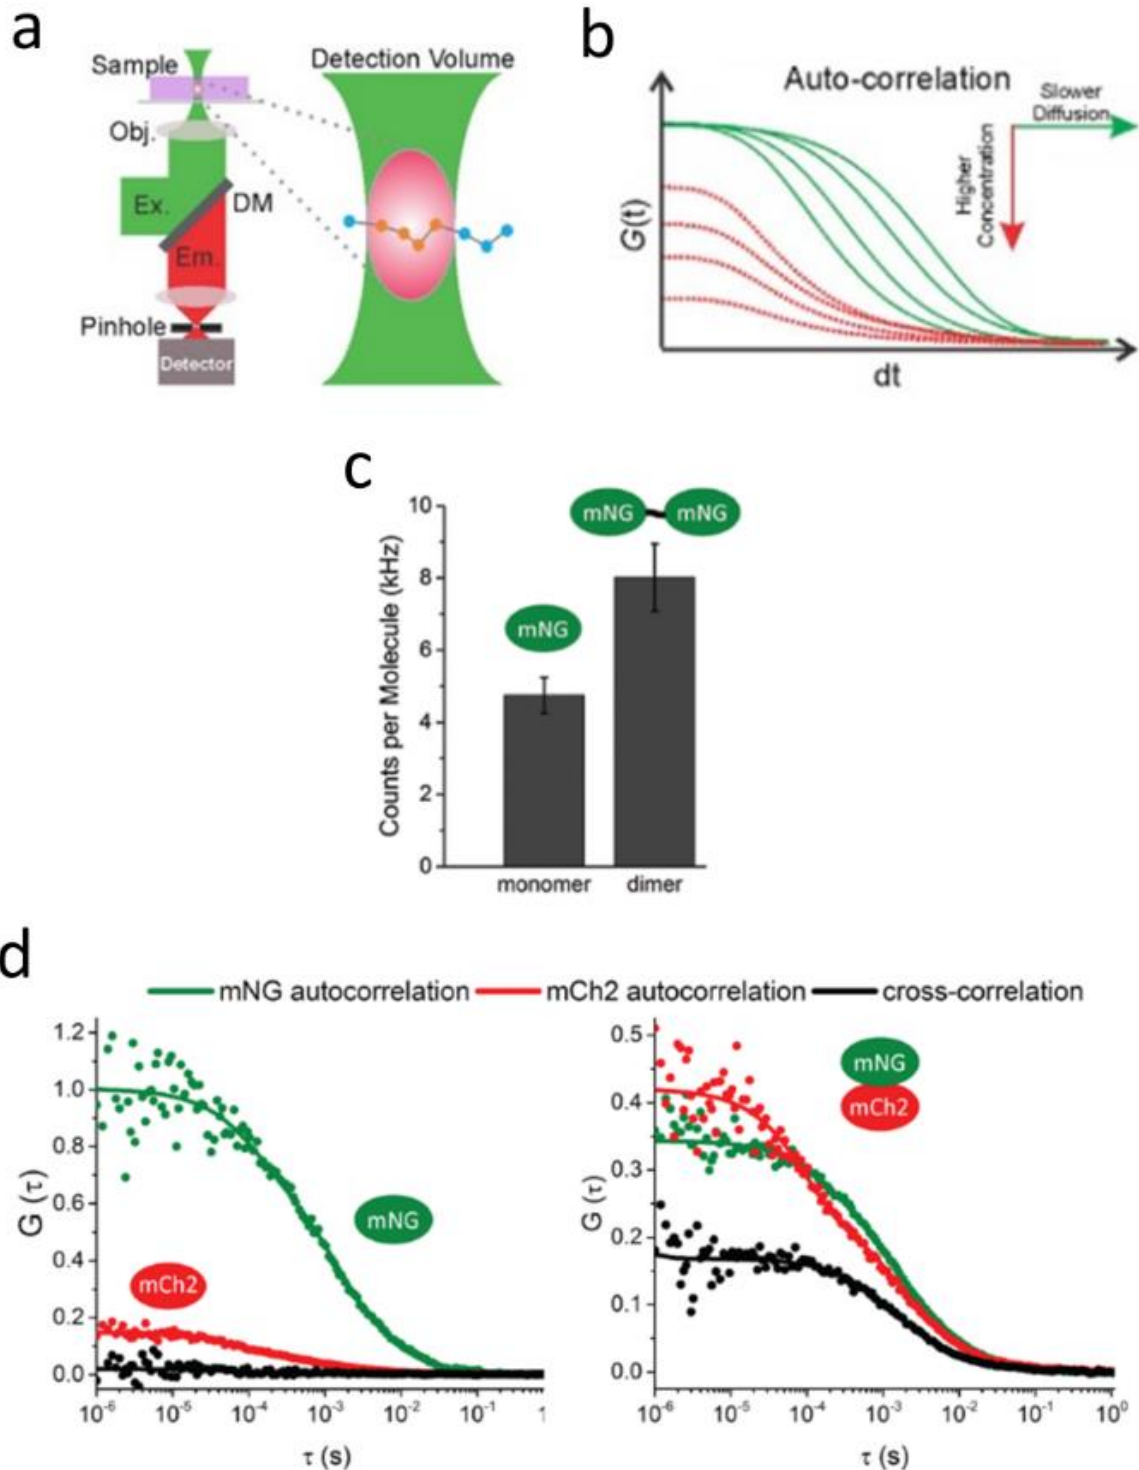 a
Sample
Obj.
Ex.
DM
Em.
Pinhole
Detector
Detection Volume
b
Auto-correlation
Slower
Diffusion
Higher
Concentration
G(t)
dt
c
Counts per Molecule (kHz)
10
8
6
4
2
0
mNG
mNG mNG
monomer dimer
d
mNG autocorrelation mCh2 autocorrelation cross-correlation
G (τ)
1.2
1.0
0.8
0.6
0.4
0.2
0.0
mNG
mCh2
10⁻⁶ 10⁻⁵ 10⁻⁴ 10⁻³ 10⁻² 10⁻¹ 1
τ (s)
G (τ)
0.5
0.4
0.3
0.2
0.1
0.0
mNG
mCh2
10⁻⁶ 10⁻⁵ 10⁻⁴ 10⁻³ 10⁻² 10⁻¹ 10⁰
τ (s)